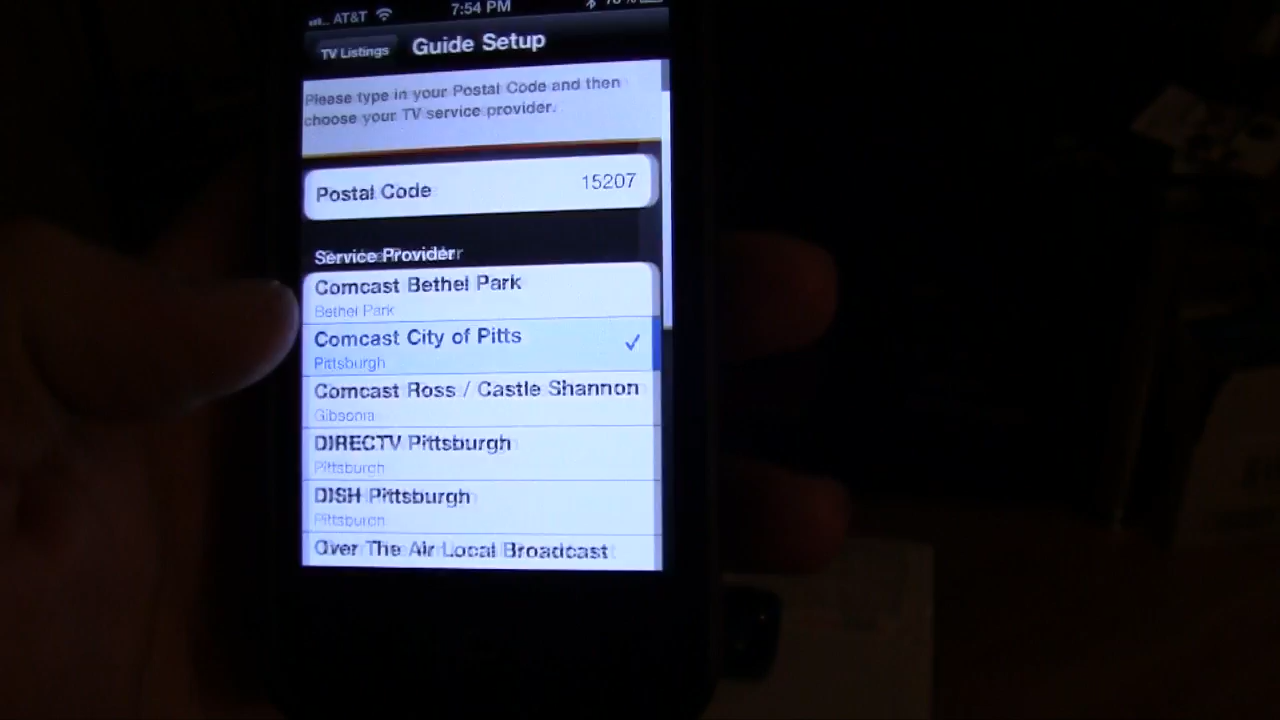 AT&T 7:54 PM
TV Listings Guide Setup
Please type in your Postal Code and then
choose your TV service provider.
Postal Code 15207
Service Provider
Comcast Bethel Park
Bethel Park
Comcast City of Pitts
Pittsburgh
Comcast Ross / Castle Shannon
Gibsonia
DIRECTV Pittsburgh
Pittsburgh
DISH Pittsburgh
Pittsburgh
Over The Air Local Broadcast